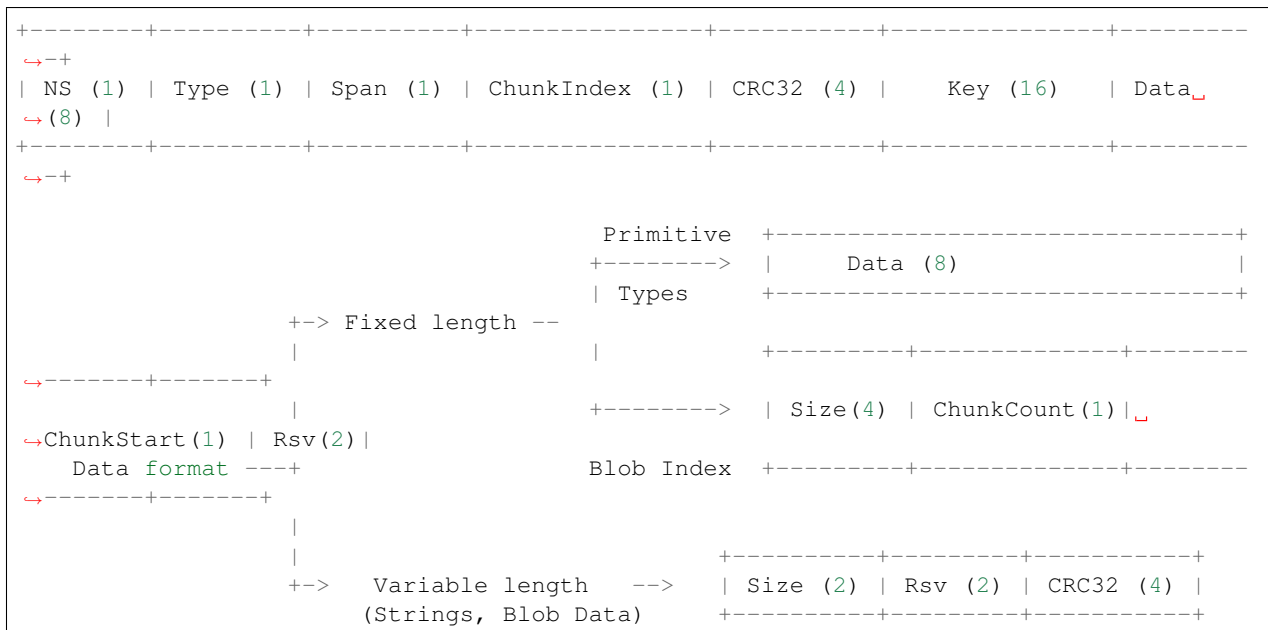 +--------+----------+----------+----------------+-----------+---------------+---------
↪-+
| NS (1) | Type (1) | Span (1) | ChunkIndex (1) | CRC32 (4) |    Key (16)   | Data␣
↪(8) |
+--------+----------+----------+----------------+-----------+---------------+---------
↪-+
                                         Primitive  +--------------------------------+
                                        +-------->  |     Data (8)                   |
                                        | Types     +--------------------------------+
                   +-> Fixed length --
                   |                    |           +---------+--------------+--------
↪-------+-------+
                   |                    +-------->  | Size(4) | ChunkCount(1)|␣
↪ChunkStart(1) | Rsv(2)|
    Data format ---+                    Blob Index  +---------+--------------+--------
↪-------+-------+
                   |
                   |                             +----------+---------+-----------+
                   +->   Variable length   -->   | Size (2) | Rsv (2) | CRC32 (4) |
                        (Strings, Blob Data)     +----------+---------+-----------+